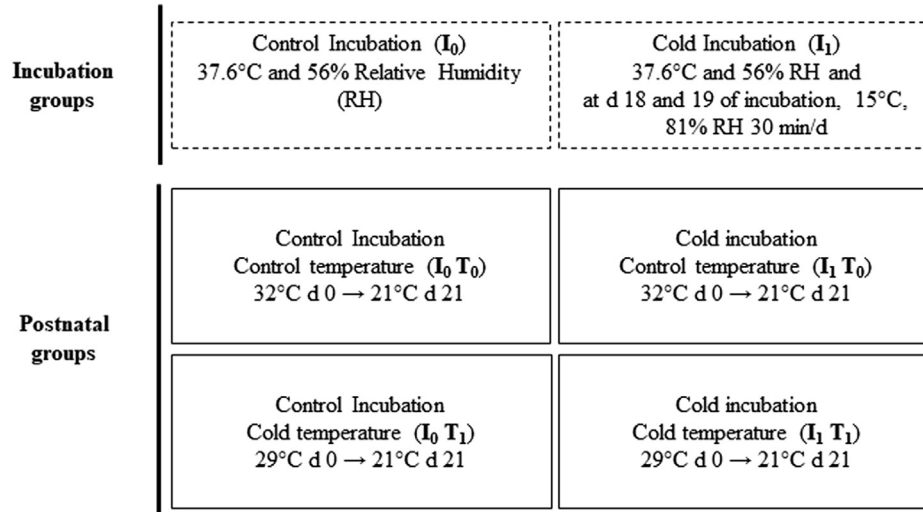 Incubation
groups
Control Incubation (I₀)
37.6°C and 56% Relative Humidity
(RH)
Cold Incubation (I₁)
37.6°C and 56% RH and
at d 18 and 19 of incubation, 15°C,
81% RH 30 min/d
Postnatal
groups
Control Incubation
Control temperature (I₀ T₀)
32°C d 0 → 21°C d 21
Cold incubation
Control temperature (I₁ T₀)
32°C d 0 → 21°C d 21
Control Incubation
Cold temperature (I₀ T₁)
29°C d 0 → 21°C d 21
Cold incubation
Cold temperature (I₁ T₁)
29°C d 0 → 21°C d 21